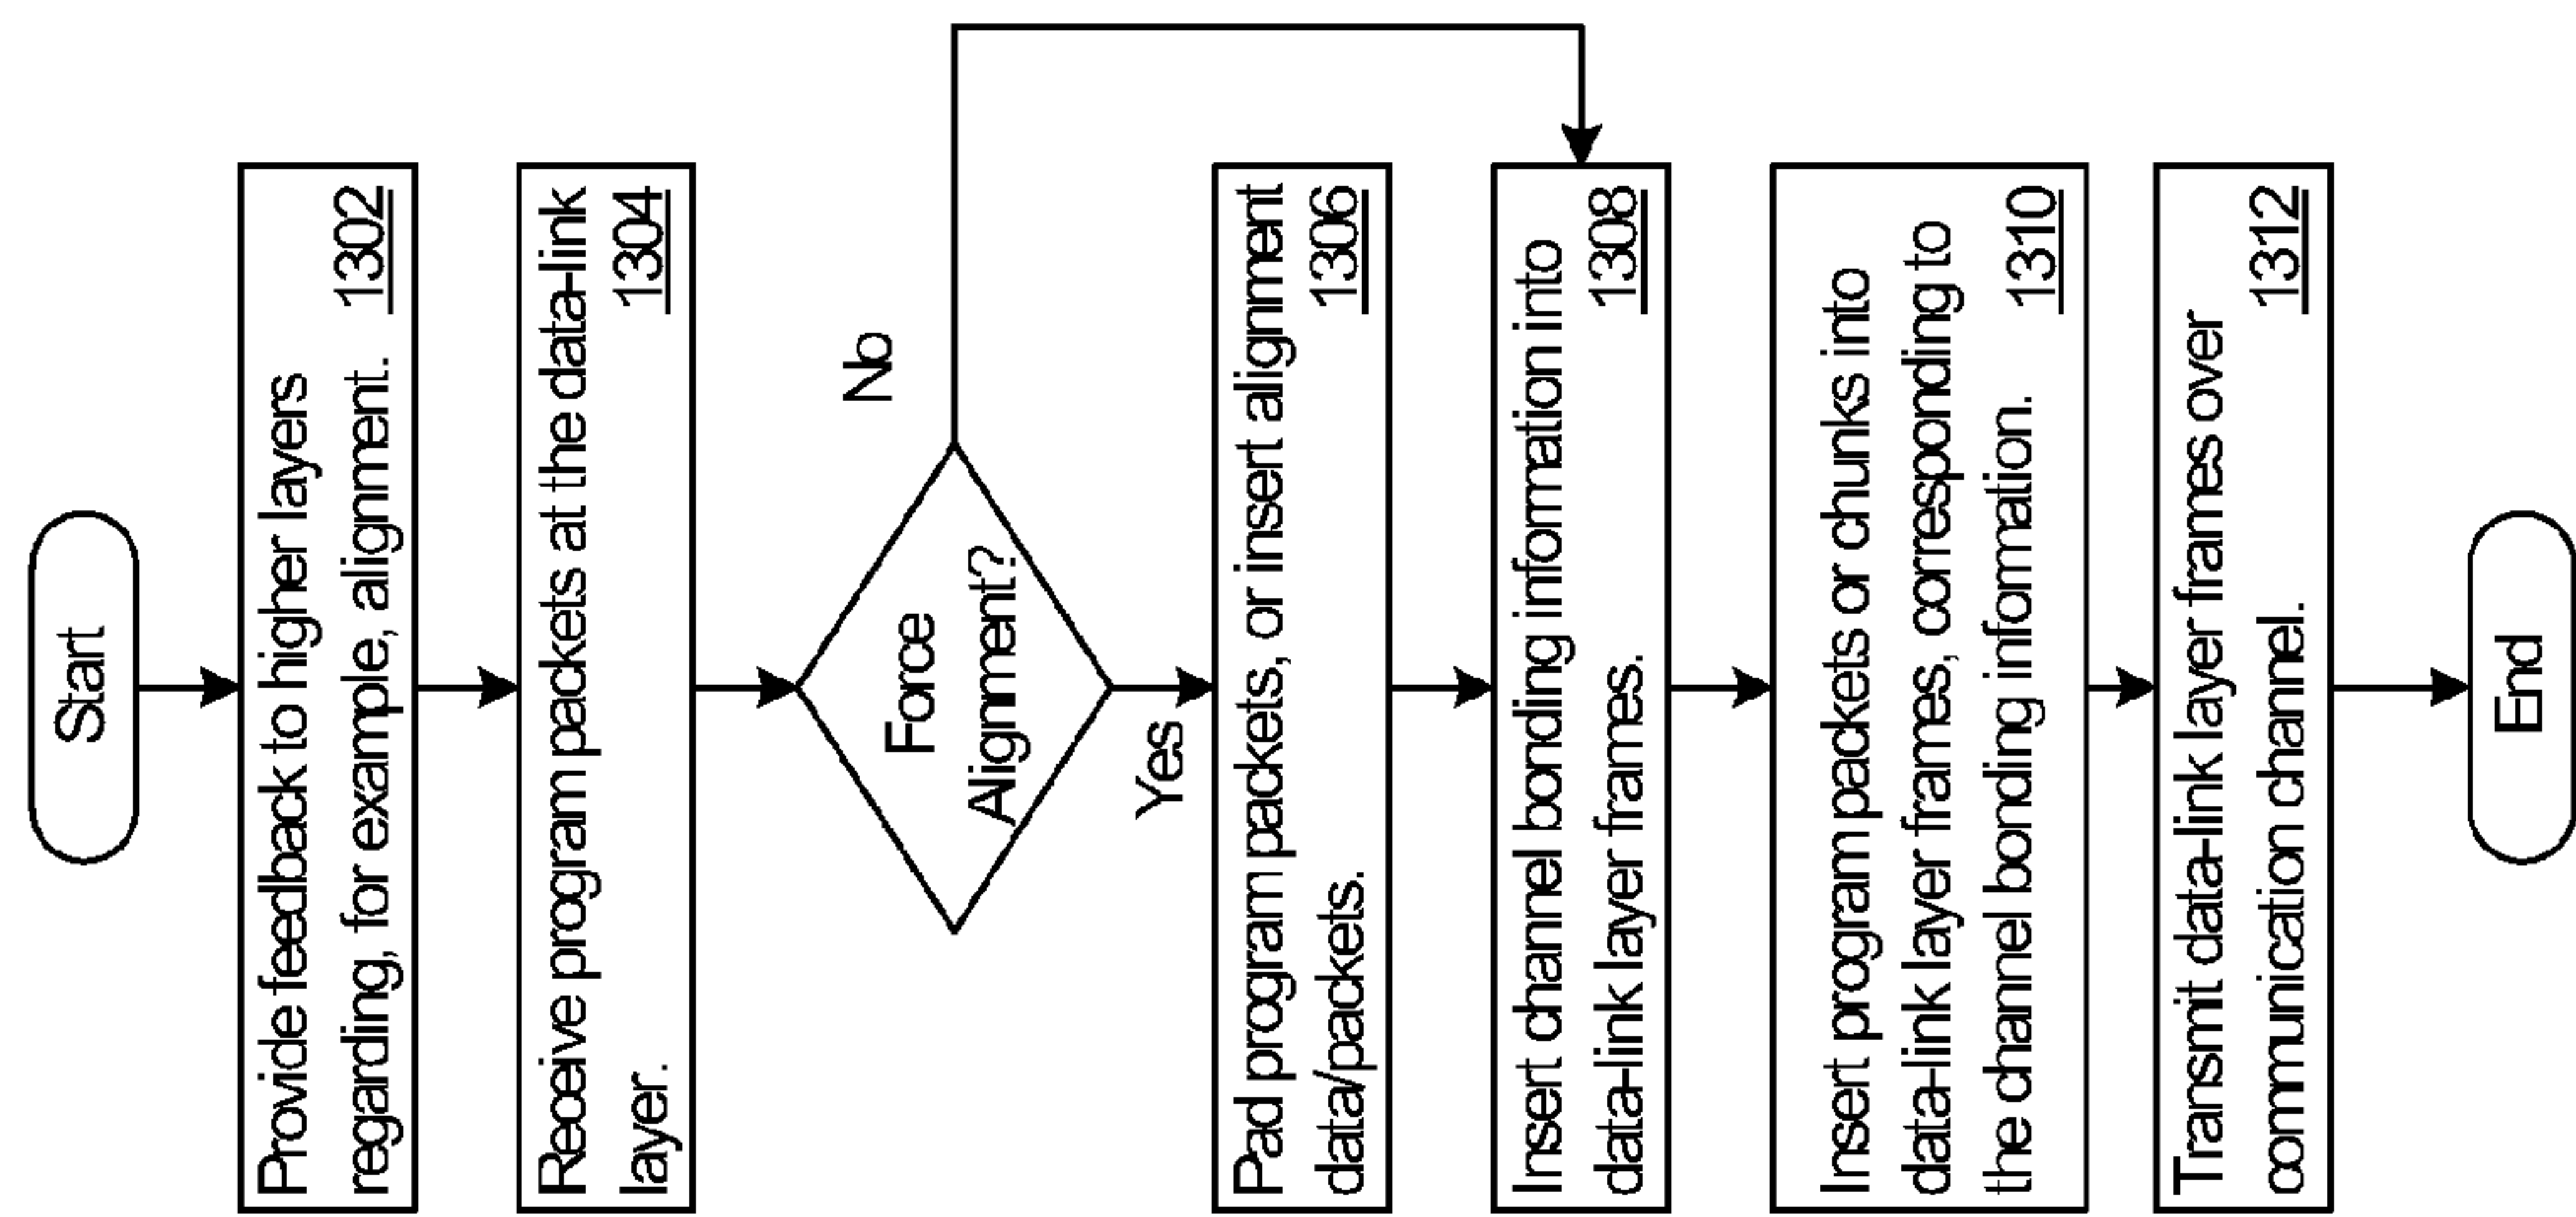 Start
Provide feedback to higher layers
regarding, for example, alignment. 1302
Receive program packets at the data-link
layer. 1304
Force
Alignment?
No
Yes
Pad program packets, or insert alignment
data/packets. 1306
Insert channel bonding information into
data-link layer frames. 1308
Insert program packets or chunks into
data-link layer frames, corresponding to
the channel bonding information. 1310
Transmit data-link layer frames over
communication channel. 1312
End